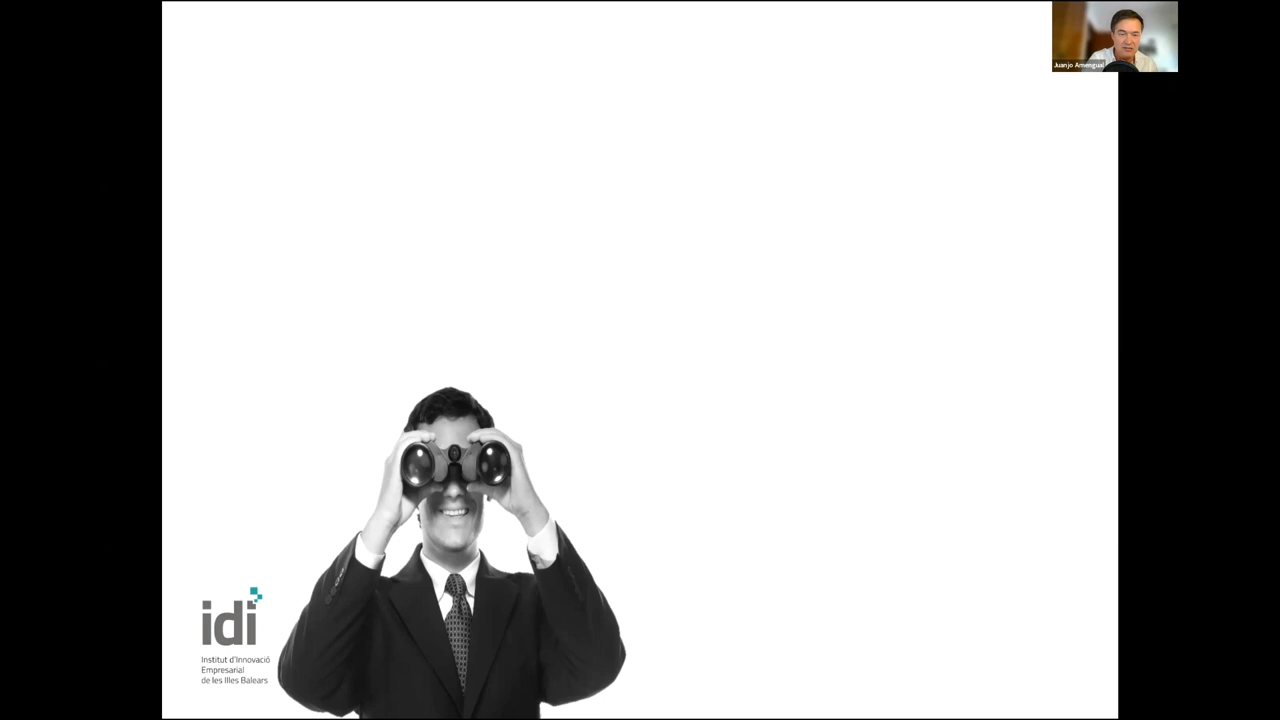 Juanjo Amengual
idi
Institut d'Innovació
Empresarial
de les Illes Balears